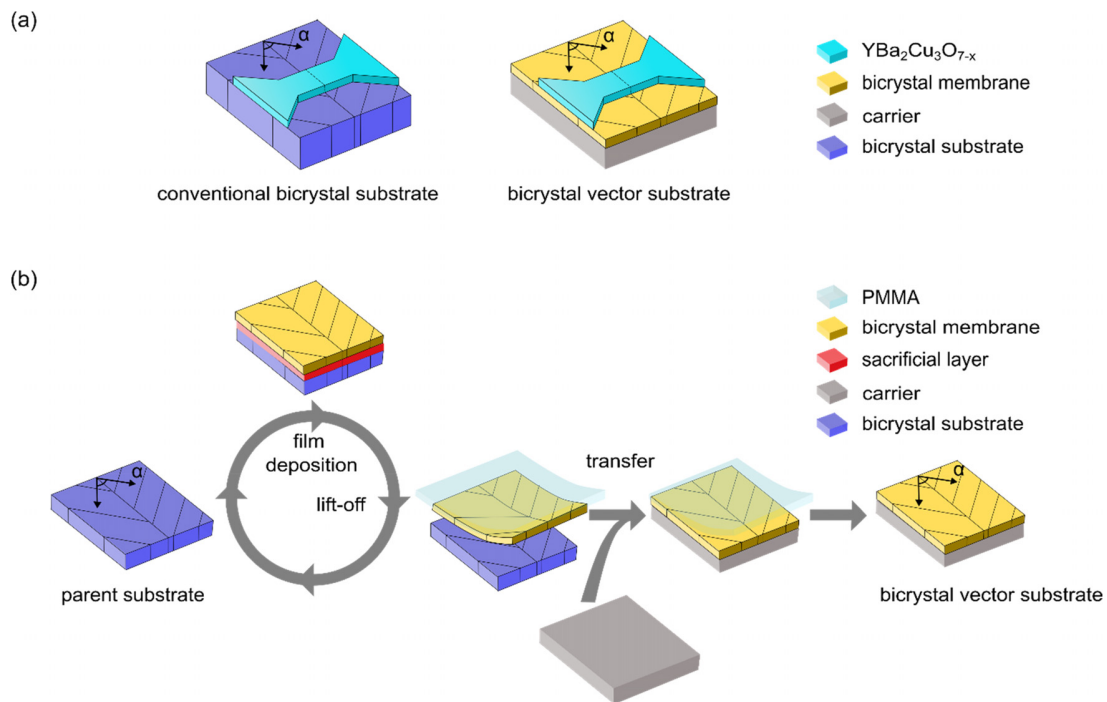 (a)
α
α
YBa₂Cu₃O₇₋ₓ
bicrystal membrane
carrier
bicrystal substrate
conventional bicrystal substrate
bicrystal vector substrate
(b)
PMMA
bicrystal membrane
sacrificial layer
carrier
bicrystal substrate
film
deposition
lift-off
transfer
α
α
parent substrate
bicrystal vector substrate